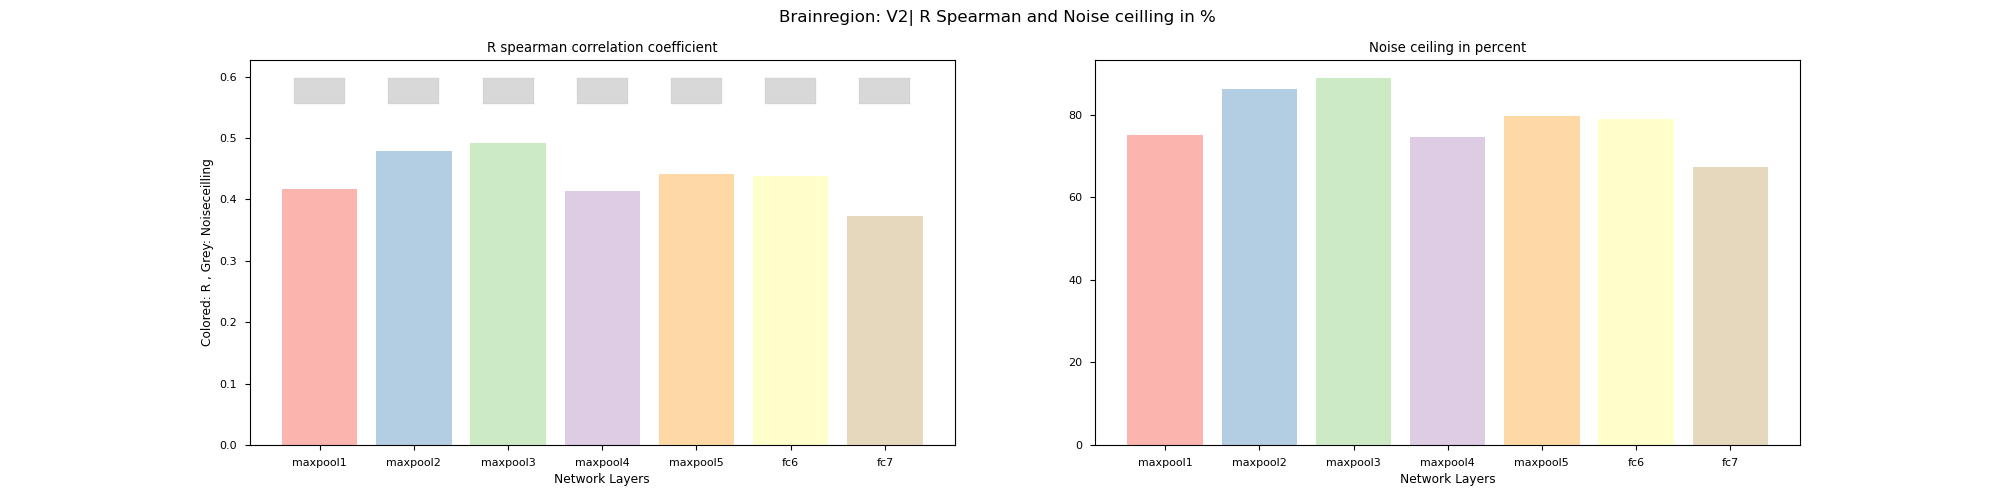 Brainregion: V2| R Spearman and Noise ceilling in %
R spearman correlation coefficient
Colored: R , Grey: Noiseceilling
0.6
0.5
0.4
0.3
0.2
0.1
0.0
maxpool1 maxpool2 maxpool3 maxpool4 maxpool5 fc6 fc7
Network Layers
Noise ceiling in percent
80
60
40
20
0
maxpool1 maxpool2 maxpool3 maxpool4 maxpool5 fc6 fc7
Network Layers